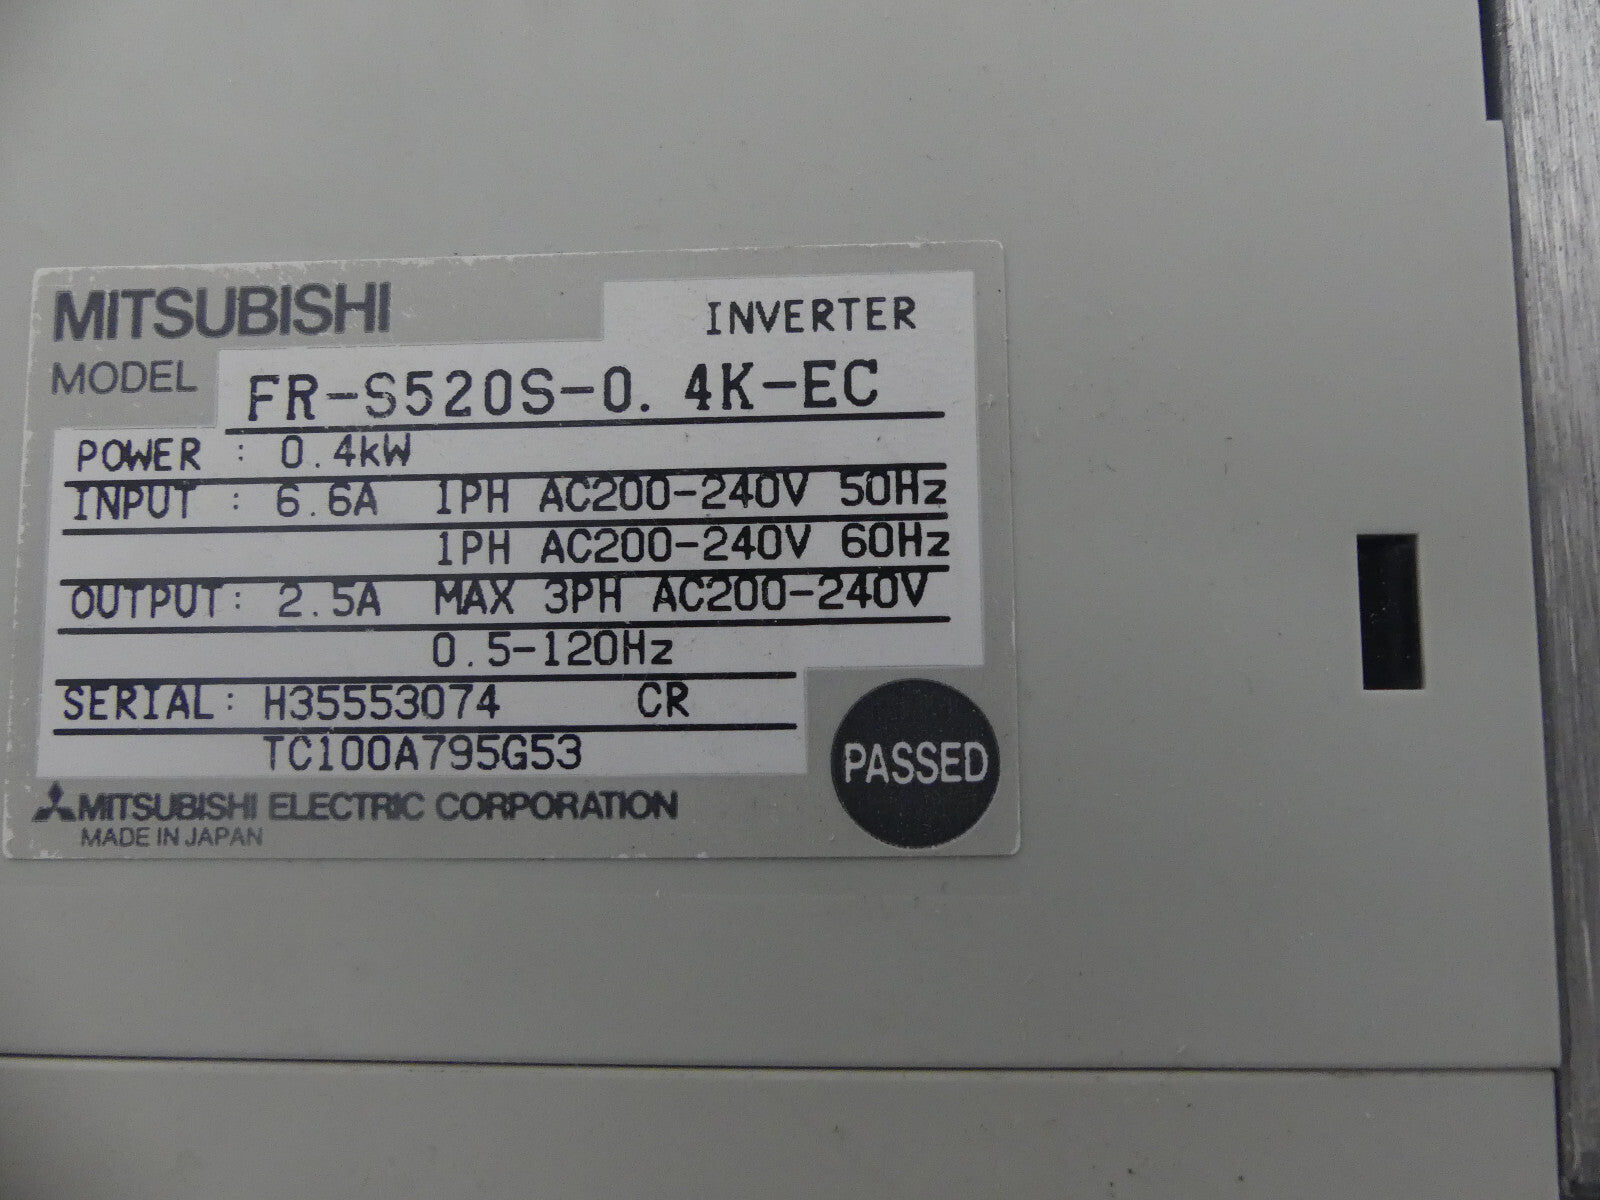 MITSUBISHI INVERTER
MODEL FR-S520S-0.4K-EC
POWER : 0.4kW
INPUT : 6.6A 1PH AC200-240V 50Hz
1PH AC200-240V 60Hz
OUTPUT: 2.5A MAX 3PH AC200-240V
0.5-120Hz
SERIAL: H35553074 CR
TC100A795G53
PASSED
MITSUBISHI ELECTRIC CORPORATION
MADE IN JAPAN